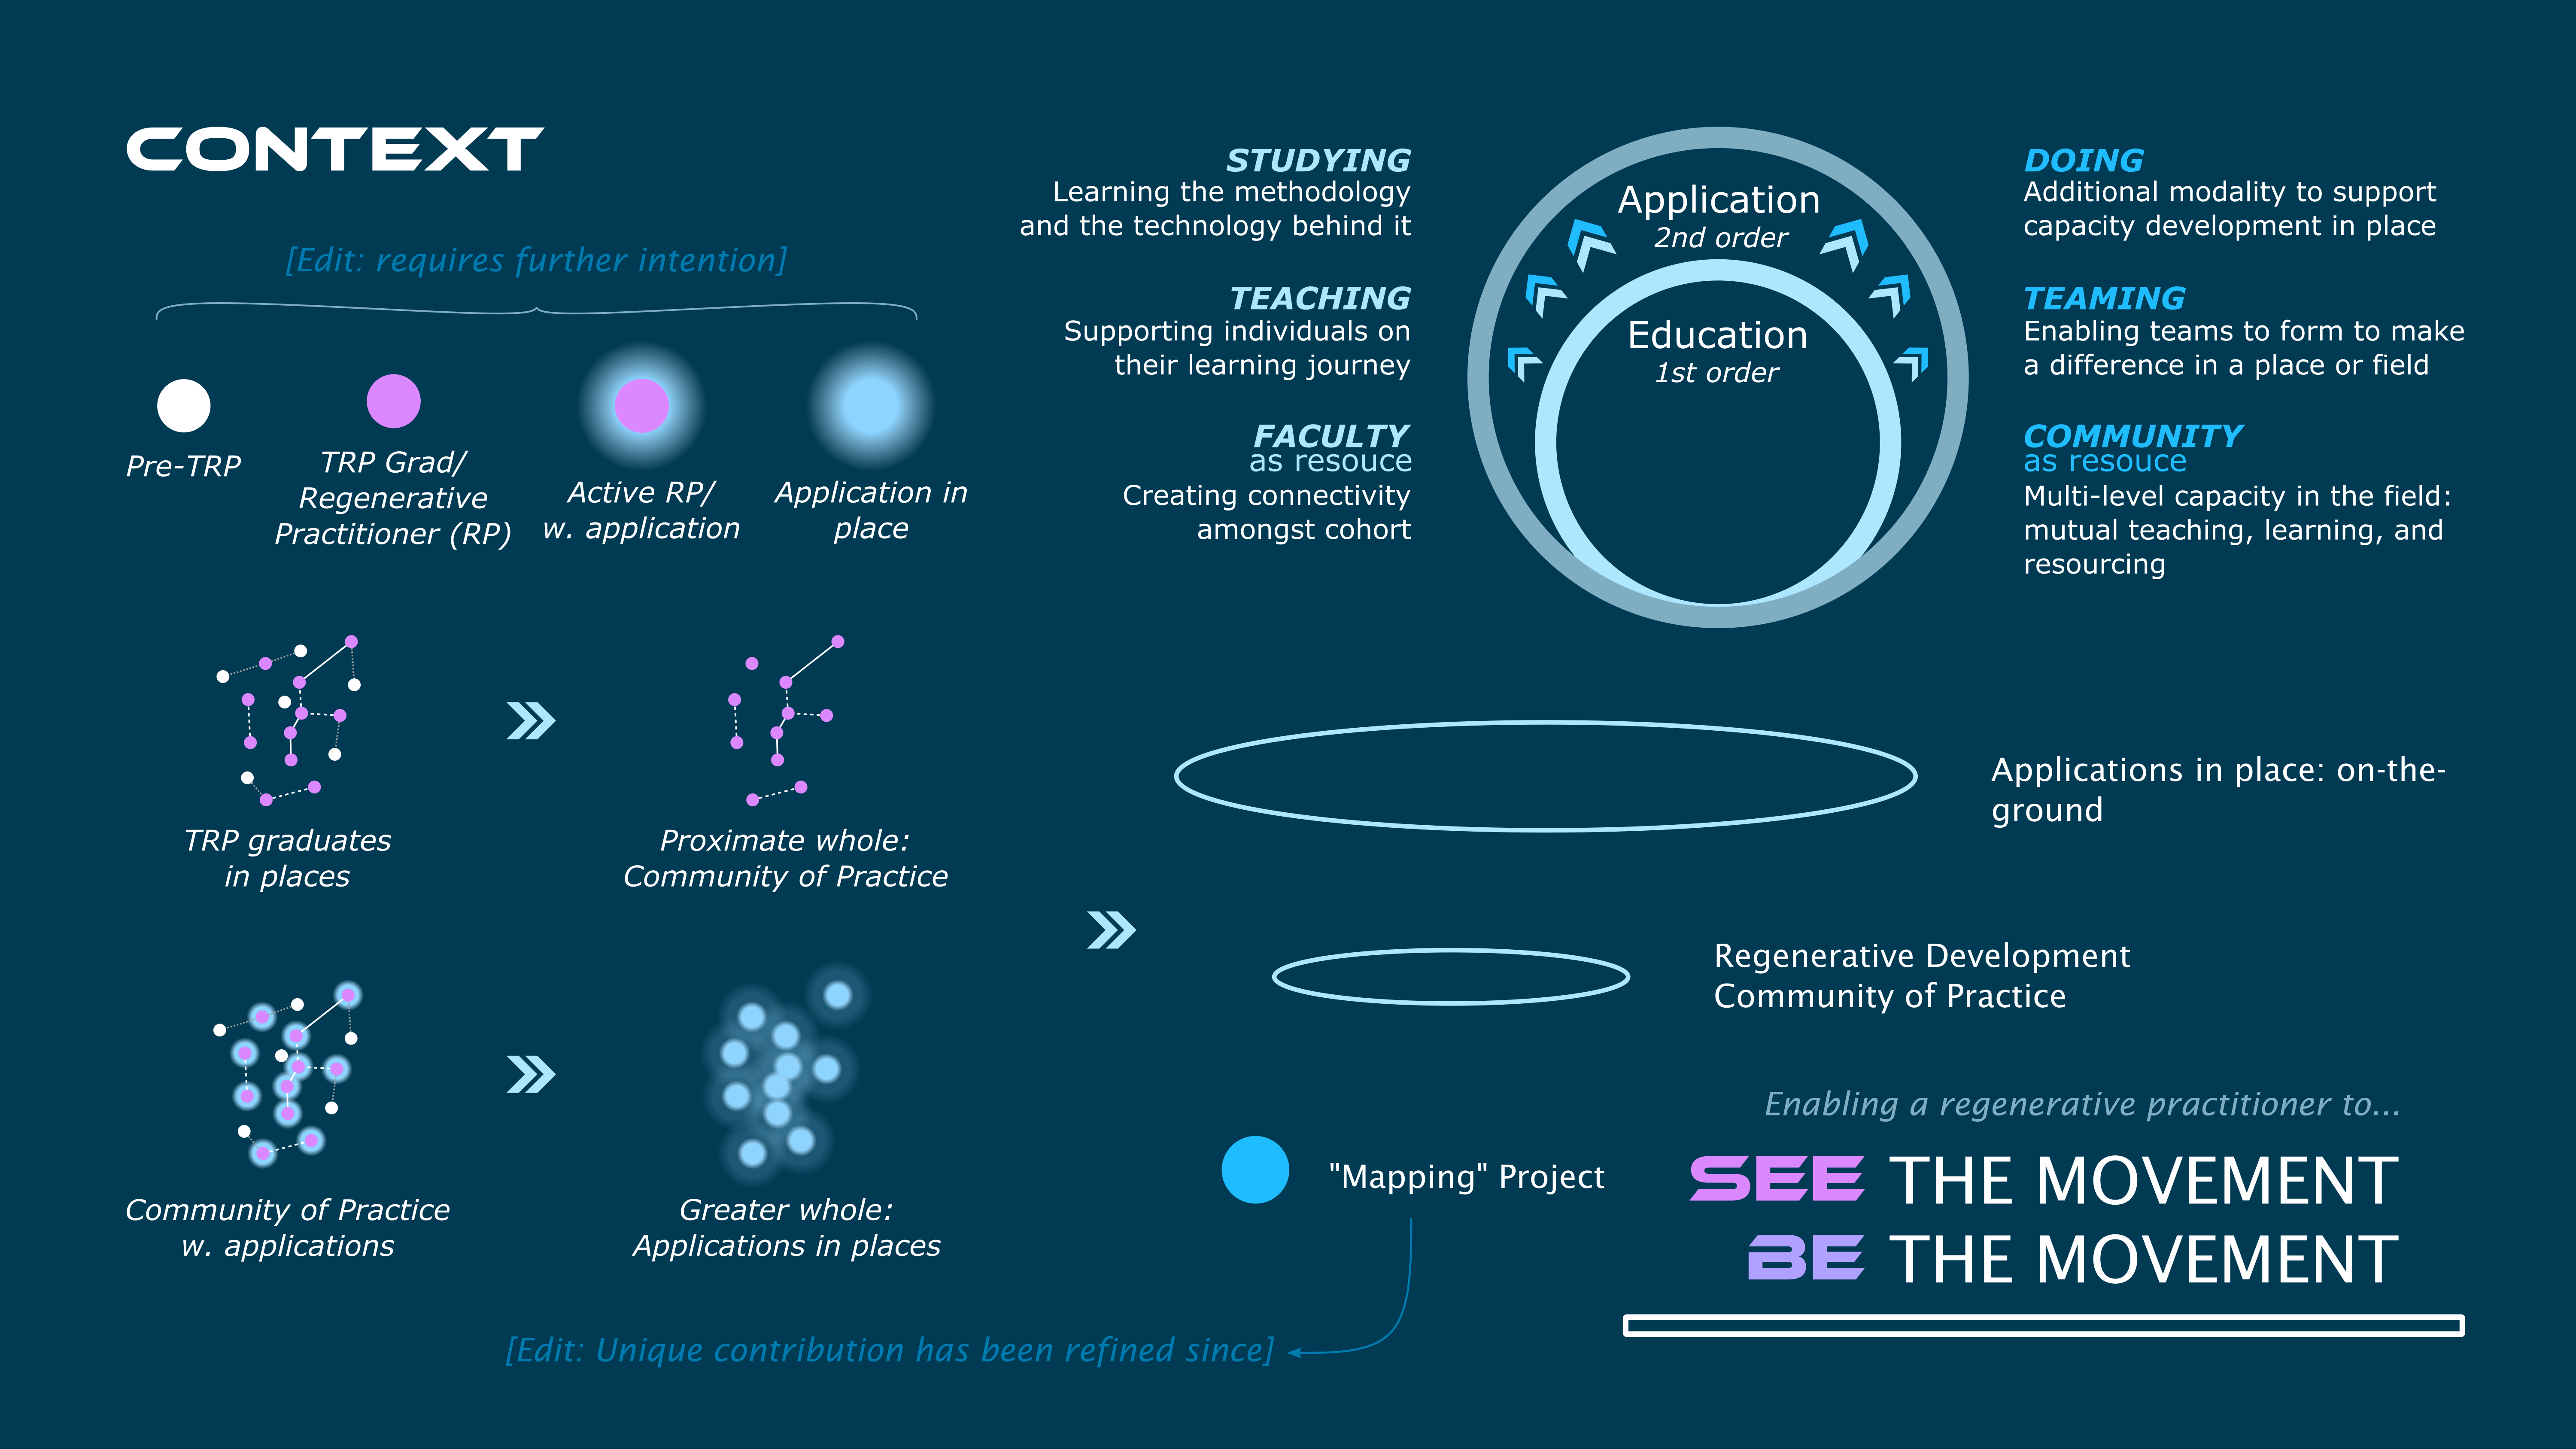 CONTEXT
[Edit: requires further intention]
Pre-TRP
TRP Grad/
Regenerative
Practitioner (RP)
Active RP/
w. application
Application in
place
STUDYING
Learning the methodology
and the technology behind it
TEACHING
Supporting individuals on
their learning journey
FACULTY
as resouce
Creating connectivity
amongst cohort
Application
2nd order
Education
1st order
DOING
Additional modality to support
capacity development in place
TEAMING
Enabling teams to form to make
a difference in a place or field
COMMUNITY
as resouce
Multi-level capacity in the field:
mutual teaching, learning, and
resourcing
TRP graduates
in places
Proximate whole:
Community of Practice
Community of Practice
w. applications
Greater whole:
Applications in places
Applications in place: on-the-
ground
Regenerative Development
Community of Practice
"Mapping" Project
[Edit: Unique contribution has been refined since]
Enabling a regenerative practitioner to...
SEE THE MOVEMENT
BE THE MOVEMENT